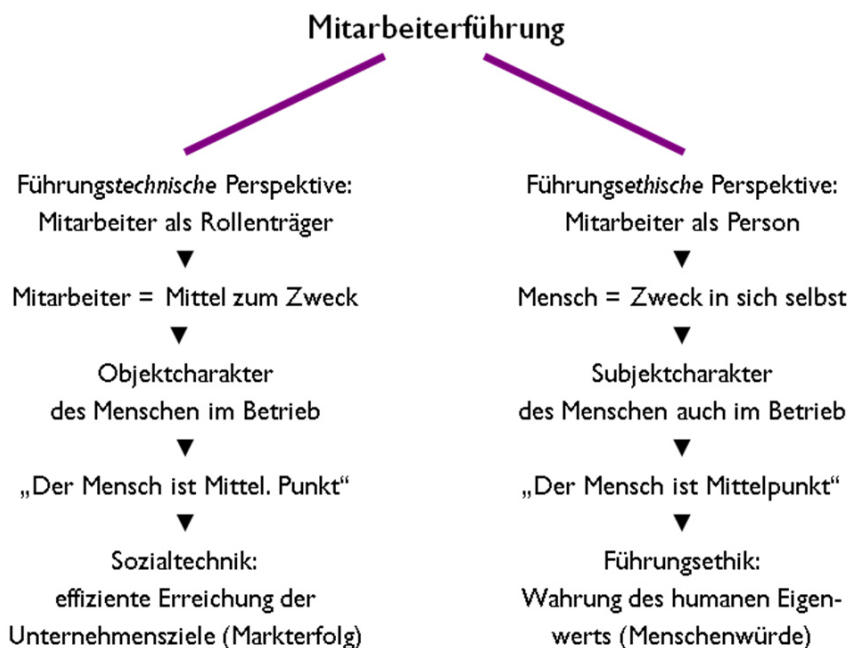 Mitarbeiterführung
Führungstechnische Perspektive:
Mitarbeiter als Rollenträger
Mitarbeiter = Mittel zum Zweck
Objektcharakter
des Menschen im Betrieb
„Der Mensch ist Mittel. Punkt“
Sozialtechnik:
effiziente Erreichung der
Unternehmensziele (Markterfolg)
Führungsethische Perspektive:
Mitarbeiter als Person
Mensch = Zweck in sich selbst
Subjektcharakter
des Menschen auch im Betrieb
„Der Mensch ist Mittelpunkt“
Führungsethik:
Wahrung des humanen Eigen-
werts (Menschenwürde)